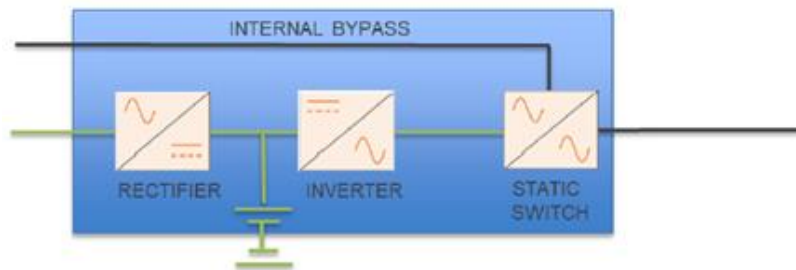 INTERNAL BYPASS
RECTIFIER
INVERTER
STATIC
SWITCH